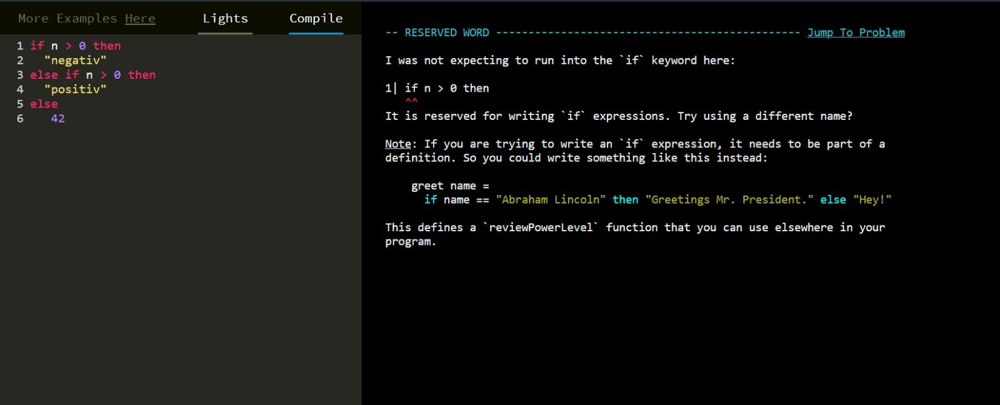 More Examples Here
Lights
Compile
1 if n > 0 then
2   "negativ"
3 else if n > 0 then
4   "positiv"
5 else
6    42
-- RESERVED WORD ----------------------------------------------- Jump To Problem
I was not expecting to run into the `if` keyword here:
1| if n > 0 then
   ^^
It is reserved for writing `if` expressions. Try using a different name?
Note: If you are trying to write an `if` expression, it needs to be part of a
definition. So you could write something like this instead:
    greet name =
      if name == "Abraham Lincoln" then "Greetings Mr. President." else "Hey!"
This defines a `reviewPowerLevel` function that you can use elsewhere in your
program.